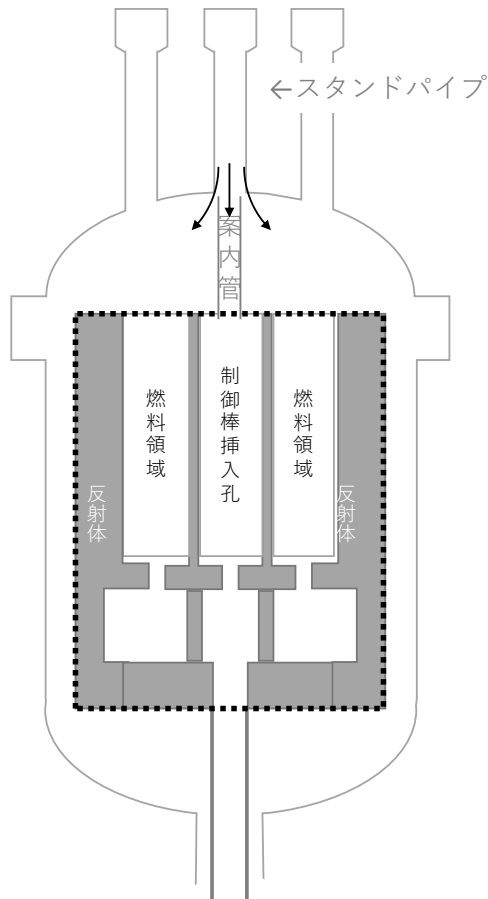 ←スタンドパイプ
案内管
制御棒挿入孔
燃料領域
燃料領域
反射体
反射体